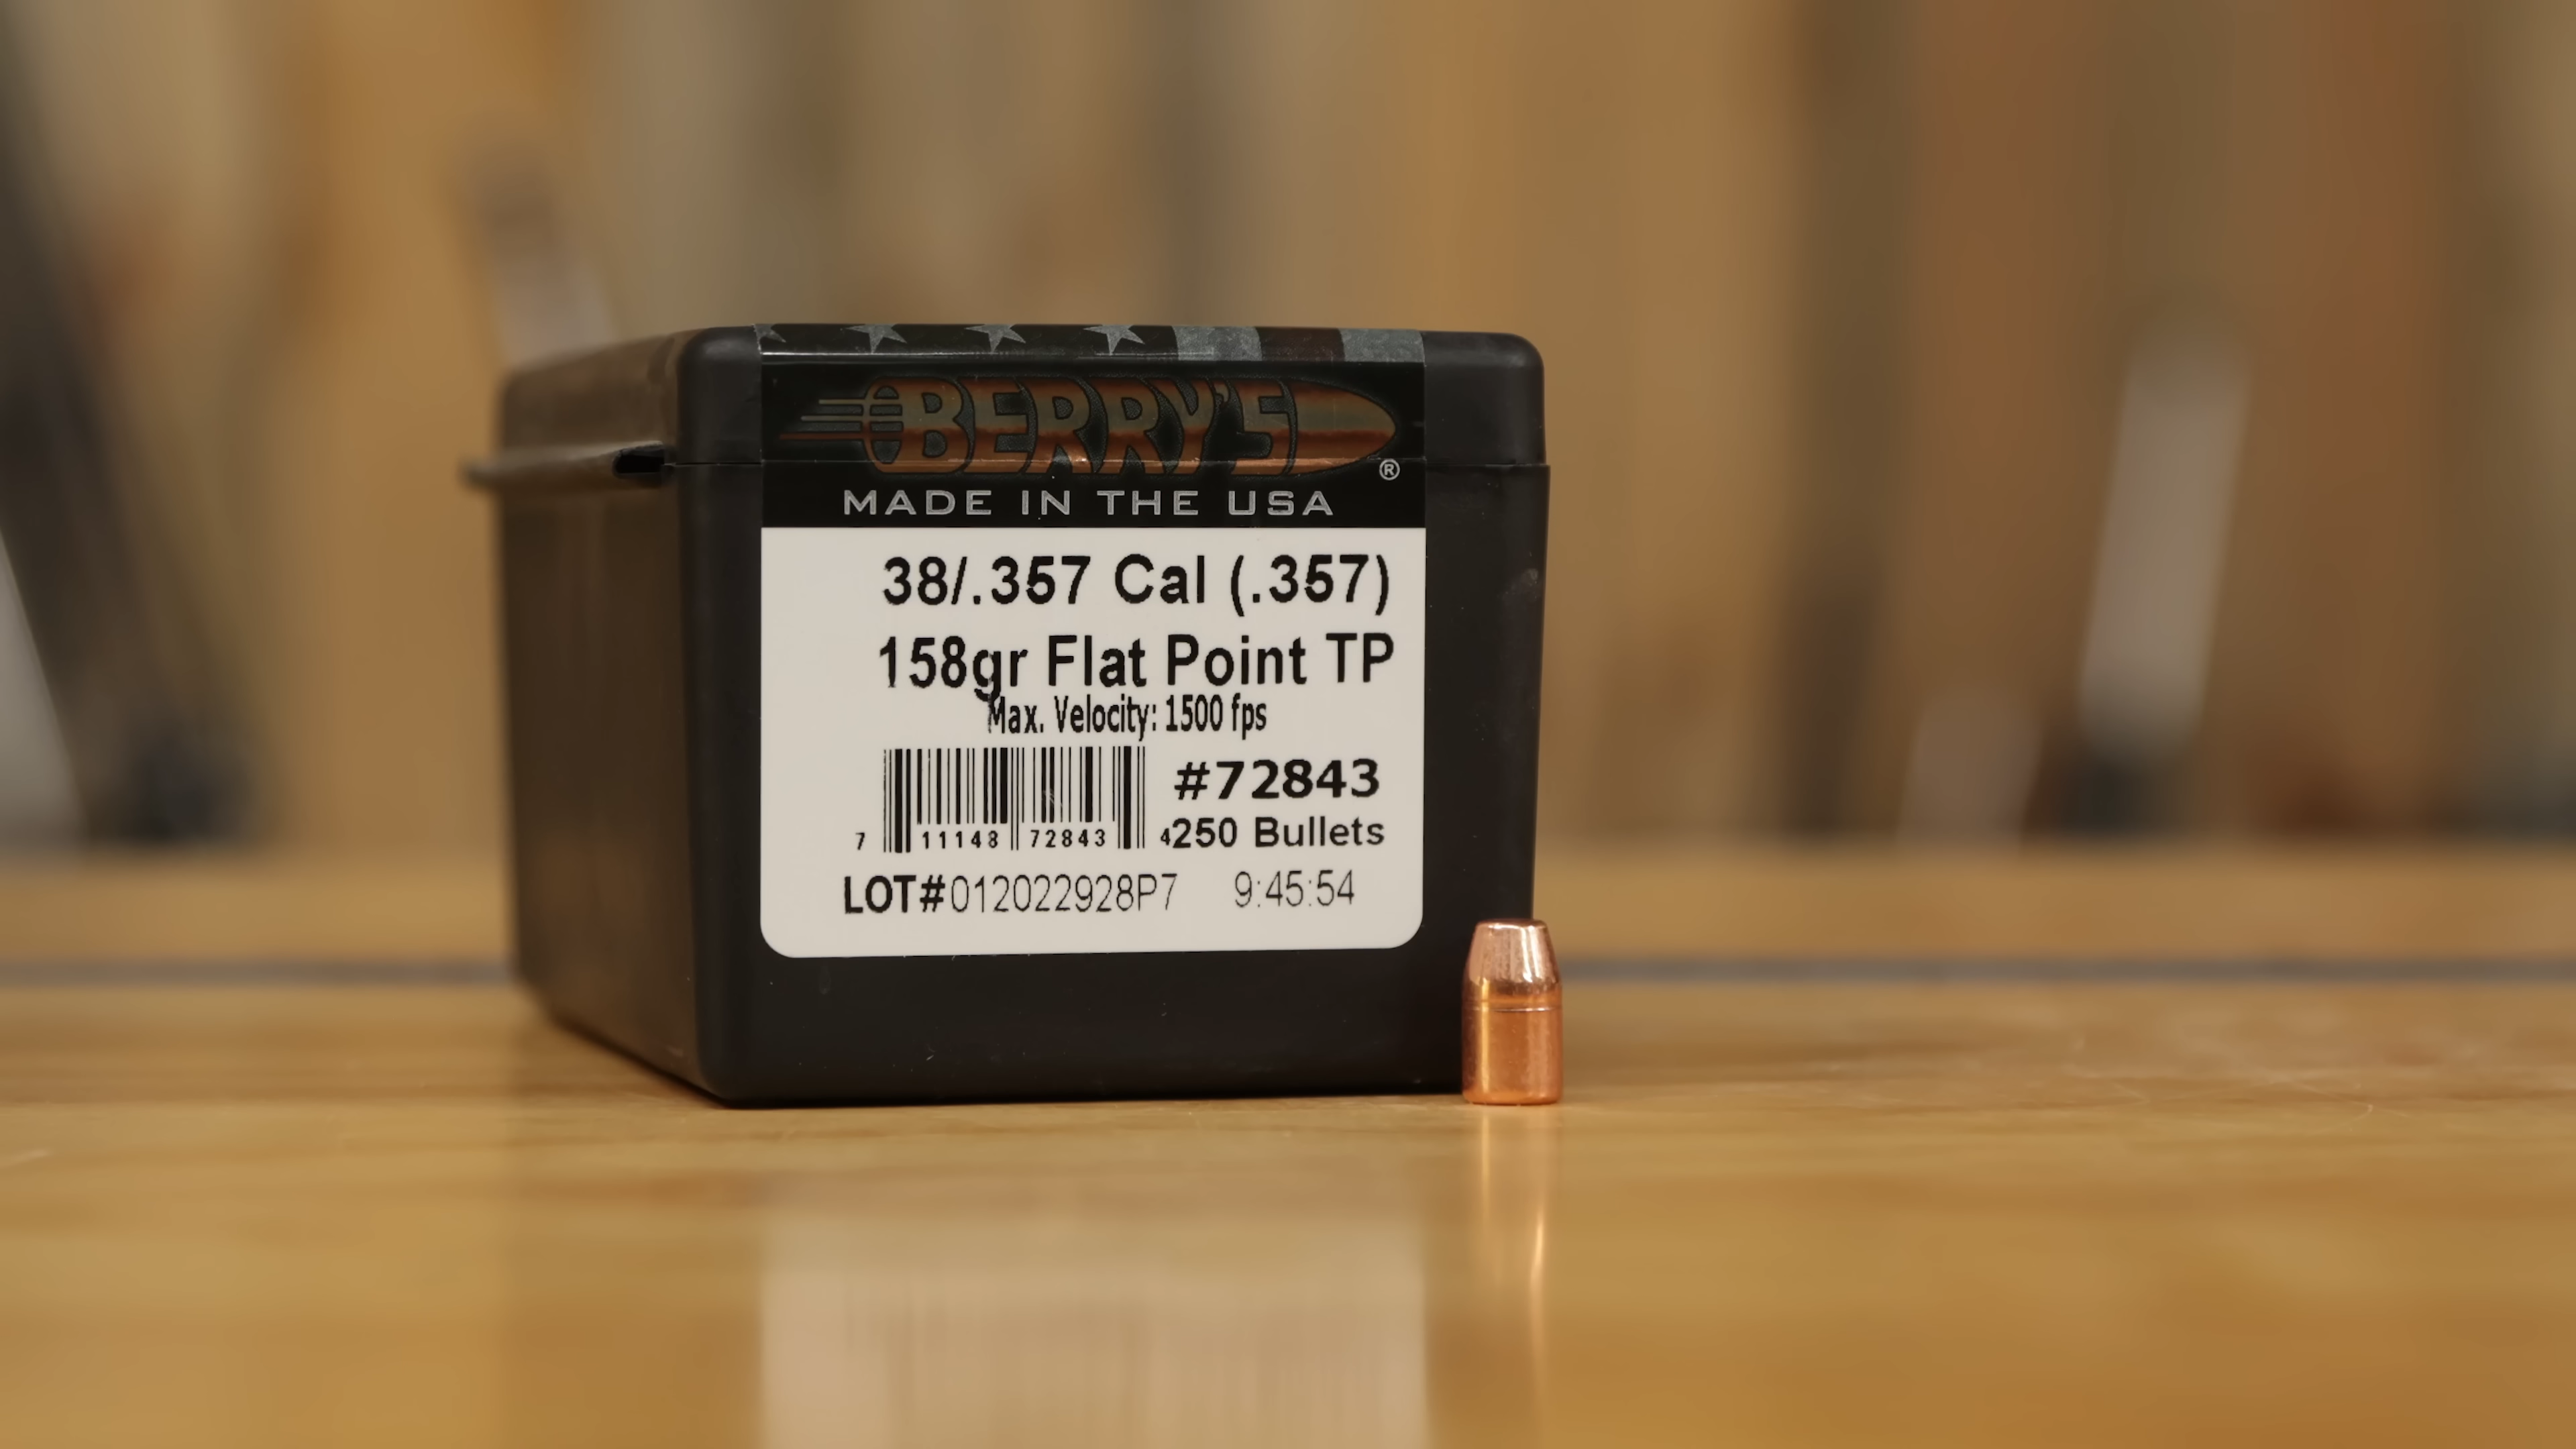 BERRY'S
®
MADE IN THE USA
38/.357 Cal (.357)
158gr Flat Point TP
Max. Velocity: 1500 fps
#72843
7 11148 72843 4
250 Bullets
LOT#012022928P7 9:45:54